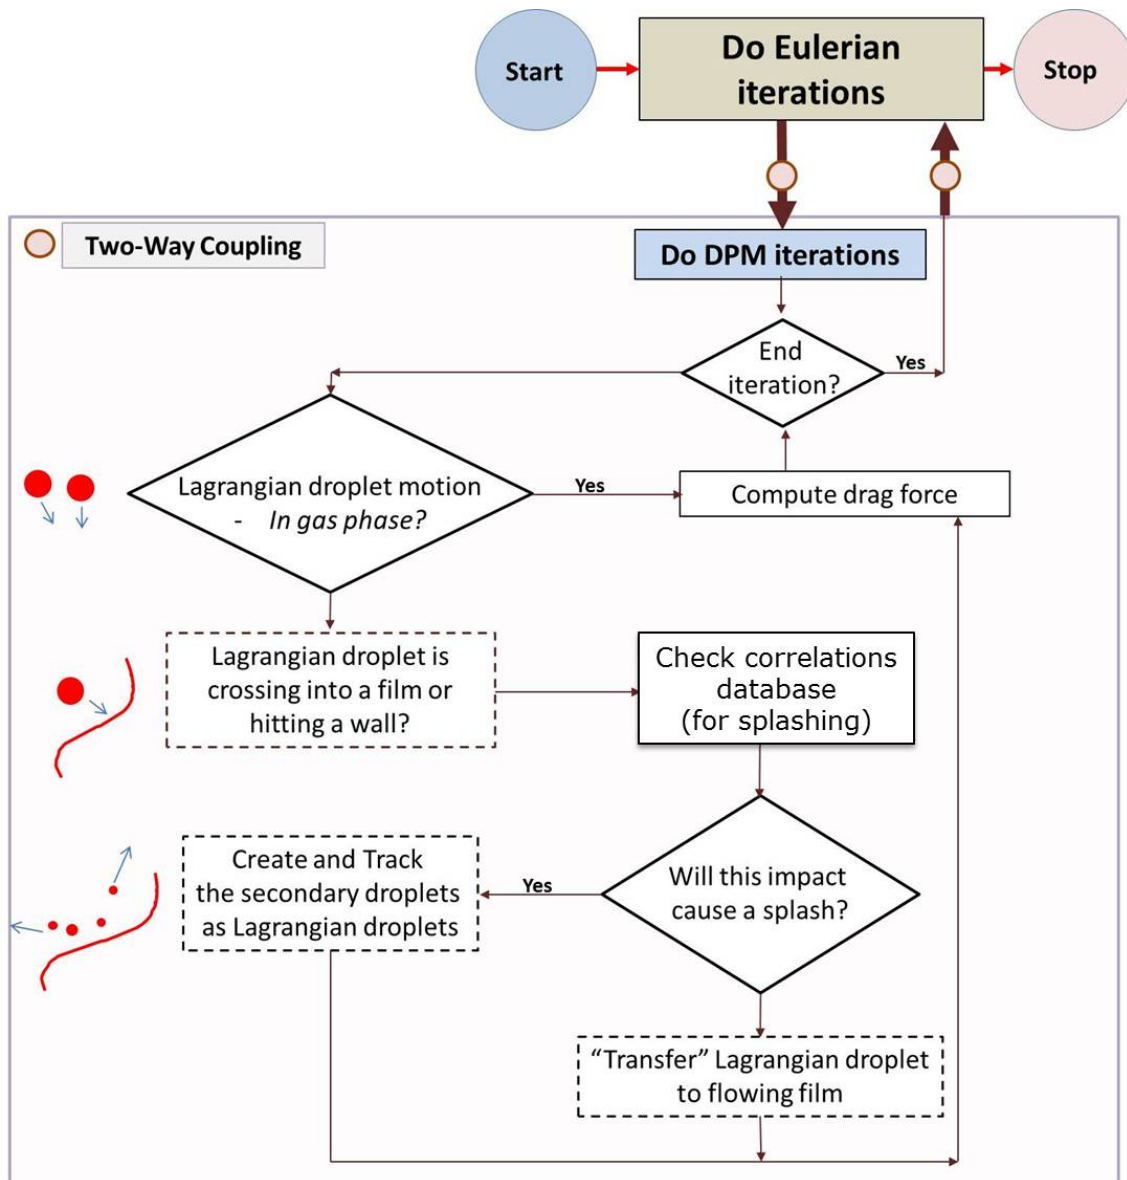 Start
Do Eulerian
iterations
Stop
Two-Way Coupling
Do DPM iterations
End
iteration?
Yes
Lagrangian droplet motion
- In gas phase?
Yes
Compute drag force
Lagrangian droplet is
crossing into a film or
hitting a wall?
Check correlations
database
(for splashing)
Create and Track
the secondary droplets
as Lagrangian droplets
Yes
Will this impact
cause a splash?
“Transfer” Lagrangian droplet
to flowing film